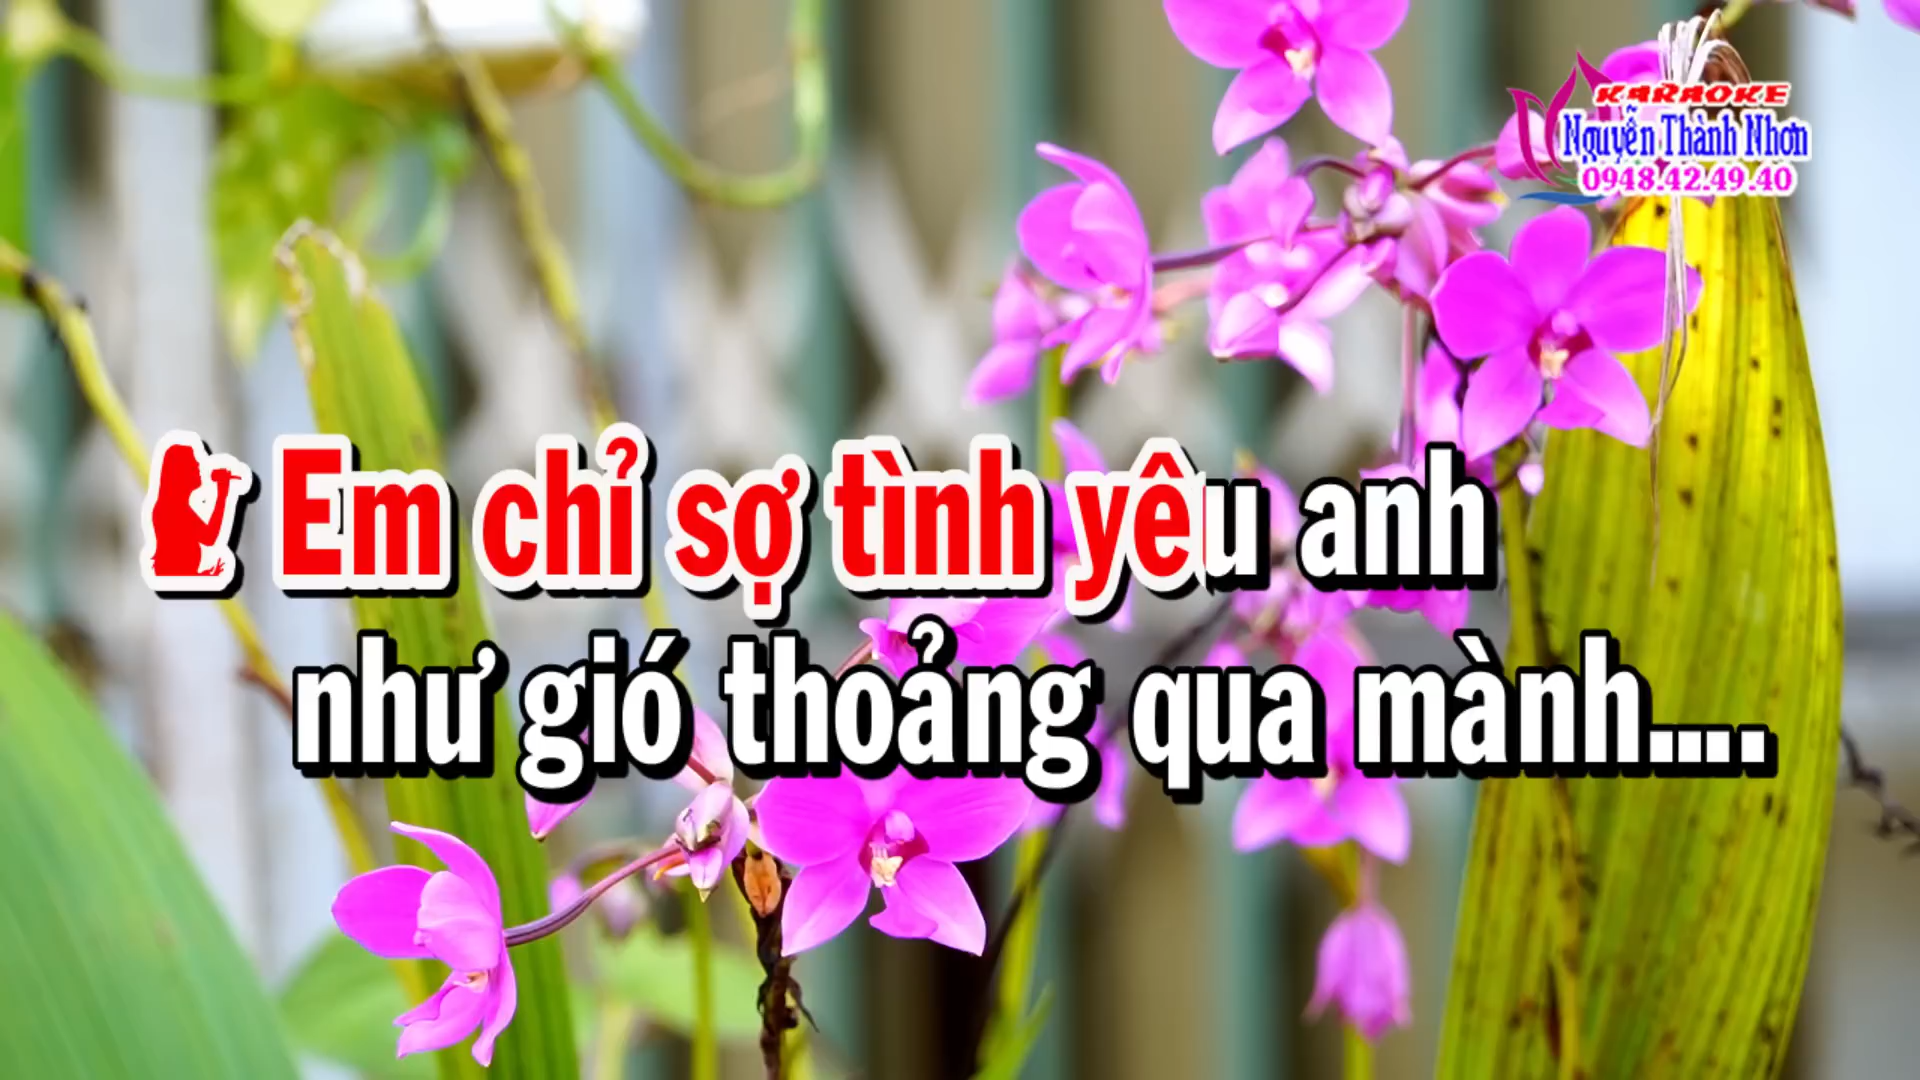 KARAOKE
Nguyễn Thành Nhơn
0948.42.49.40
Em chỉ sợ tình yêu anh
như gió thoảng qua mành....